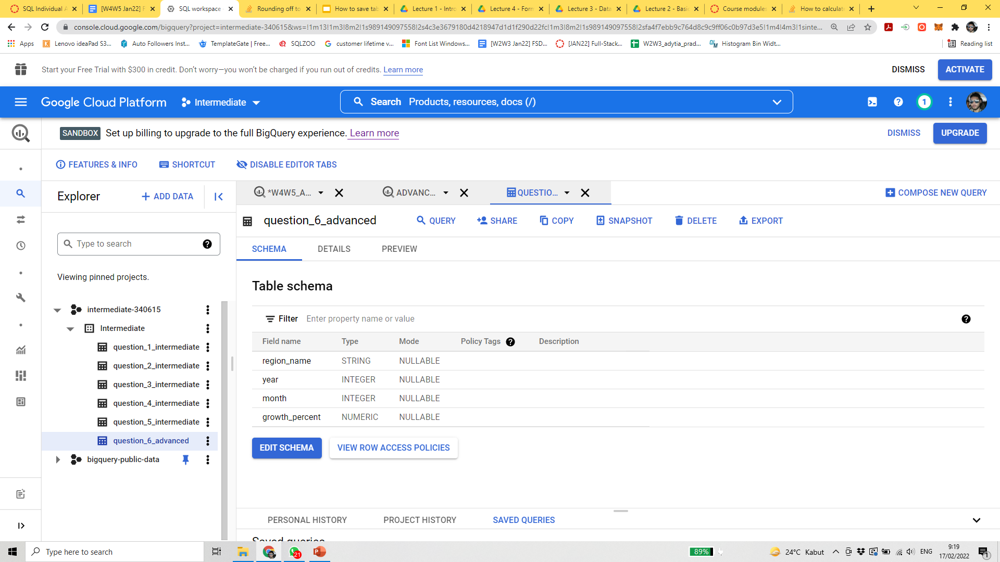 SQL Individual A
[W4W5 Jan22] F
SQL workspace
Rounding off to
How to save tab
Lecture 1 - Intro
Lecture 4 - Form
Lecture 3 - Data
Lecture 2 - Basic
Course modules
How to calculate
console.cloud.google.com/bigquery?project=intermediate-340615&ws=!1m13!1m3!8m2!1s989149097558!2s4c3e3679180d4218947d1d1f290d22fc!1m3!8m2!1s989149097558!2sfa4f7ebb9c764d8c9c9ff06c0b97d3e5!1m4!4m3!1sinte...
Apps
Lenovo ideaPad S3...
Auto Followers Inst...
TemplateGate | Free...
SQLZOO
customer lifetime v...
Font List Windows...
[W2W3 Jan22] FSD...
[JAN22] Full-Stack...
W2W3_adytia_prad...
Histogram Bin Widt...
Reading list
Start your Free Trial with $300 in credit. Don't worry—you won't be charged if you run out of credits. Learn more
DISMISS
ACTIVATE
Google Cloud Platform
Intermediate
Search Products, resources, docs (/)
1
SANDBOX Set up billing to upgrade to the full BigQuery experience. Learn more
DISMISS
UPGRADE
FEATURES & INFO
SHORTCUT
DISABLE EDITOR TABS
Explorer
ADD DATA
*W4W5_A...
ADVANC...
QUESTIO...
COMPOSE NEW QUERY
question_6_advanced
QUERY
SHARE
COPY
SNAPSHOT
DELETE
EXPORT
Type to search
SCHEMA
DETAILS
PREVIEW
Viewing pinned projects.
intermediate-340615
Intermediate
question_1_intermediate
question_2_intermediate
question_3_intermediate
question_4_intermediate
question_5_intermediate
question_6_advanced
bigquery-public-data
Table schema
Filter Enter property name or value
Field name Type Mode Policy Tags Description
region_name STRING NULLABLE
year INTEGER NULLABLE
month INTEGER NULLABLE
growth_percent NUMERIC NULLABLE
EDIT SCHEMA
VIEW ROW ACCESS POLICIES
PERSONAL HISTORY
PROJECT HISTORY
SAVED QUERIES
Saved queries
Type here to search
21
89%
24°C Kabut
ENG
9:19
17/02/2022
1